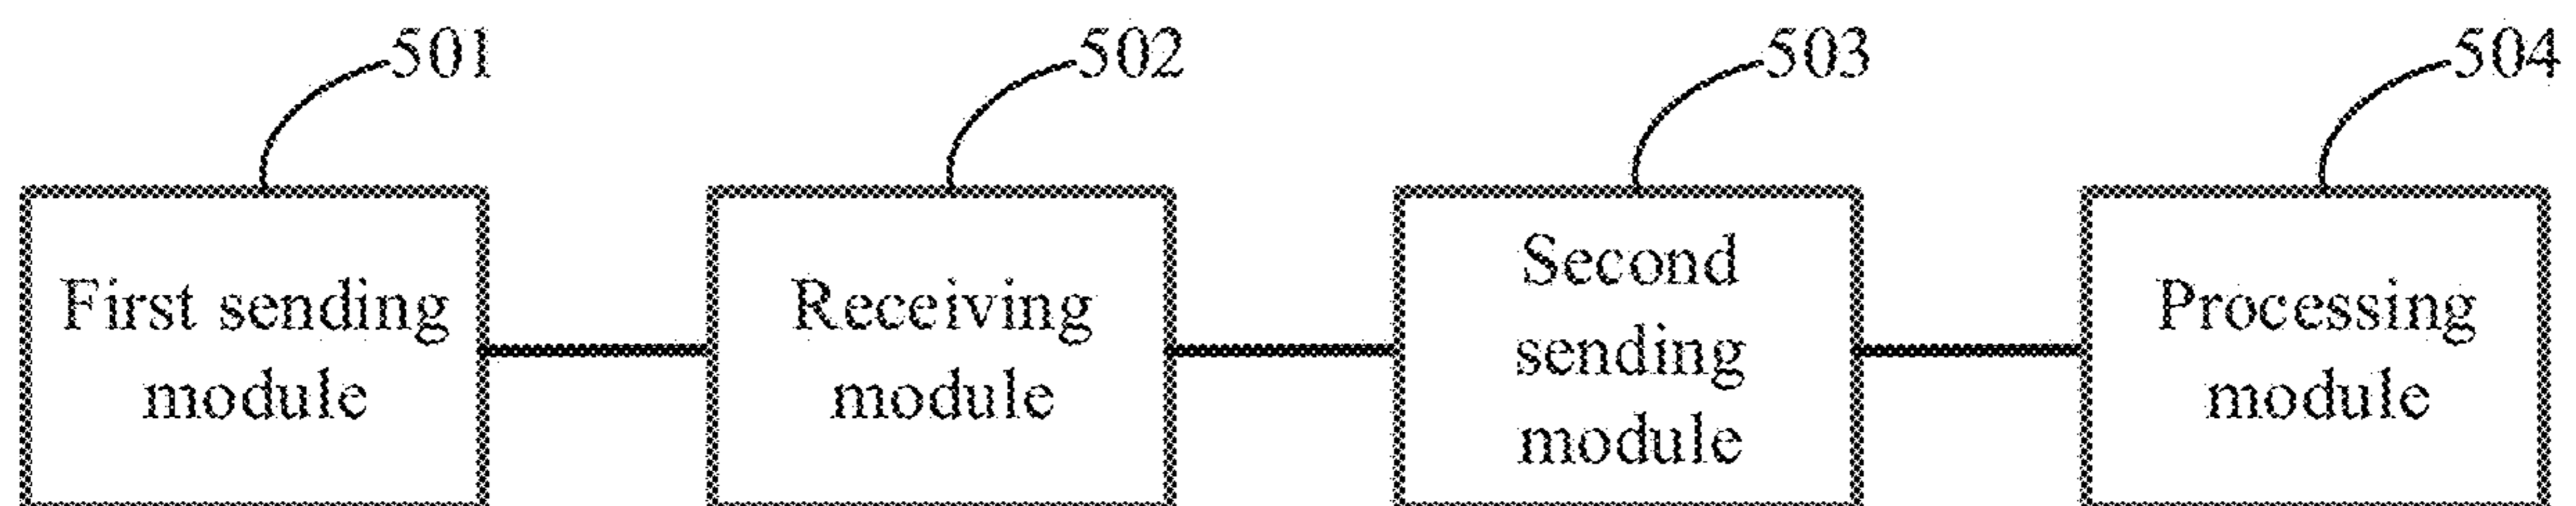 501
502
503
504
First sending
module
Receiving
module
Second
sending
module
Processing
module